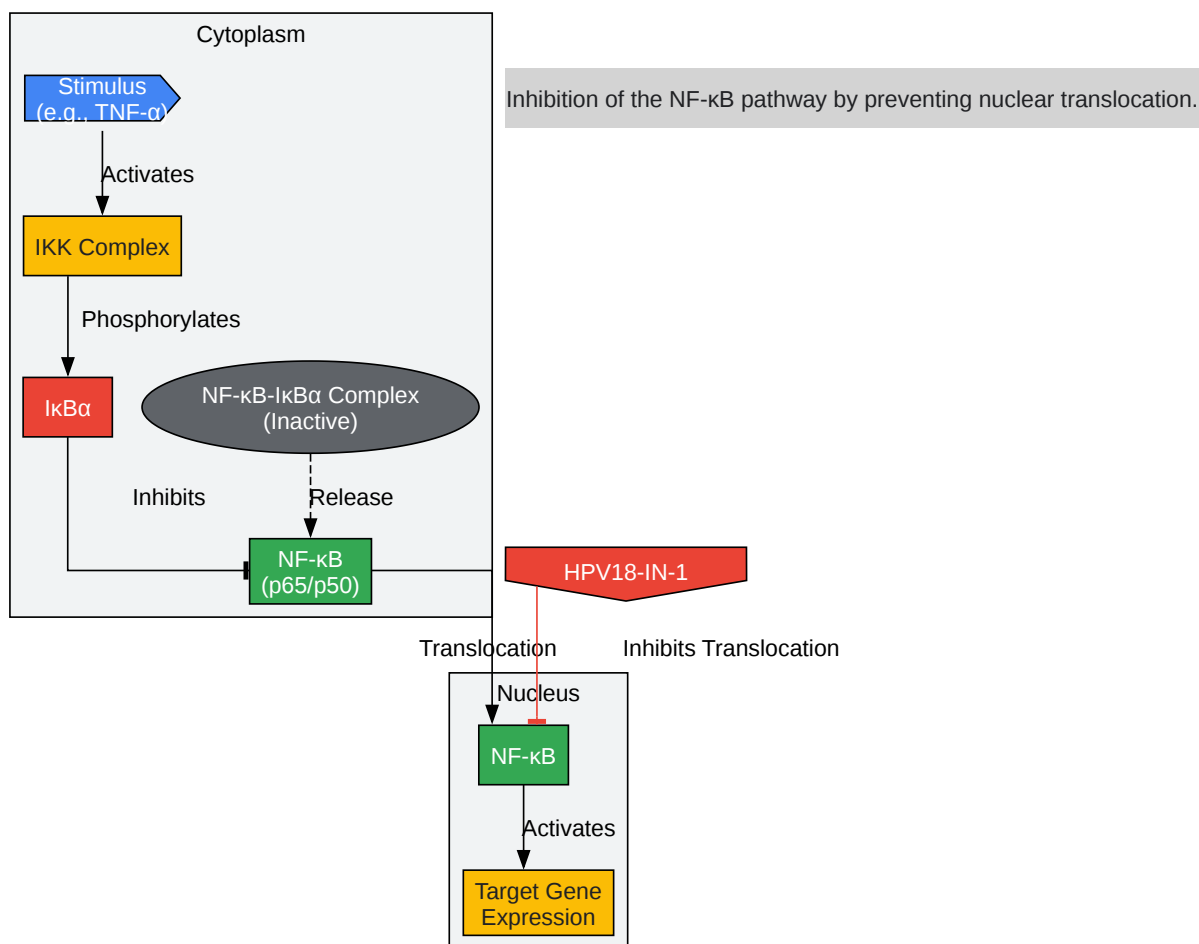 Cytoplasm
Stimulus
(e.g., TNF-α)
Inhibition of the NF-κB pathway by preventing nuclear translocation.
Activates
IKK Complex
Phosphorylates
IκBα
NF-κB-IκBα Complex
(Inactive)
Inhibits
Release
NF-κB
(p65/p50)
HPV18-IN-1
Translocation
Inhibits Translocation
Nucleus
NF-κB
Activates
Target Gene
Expression